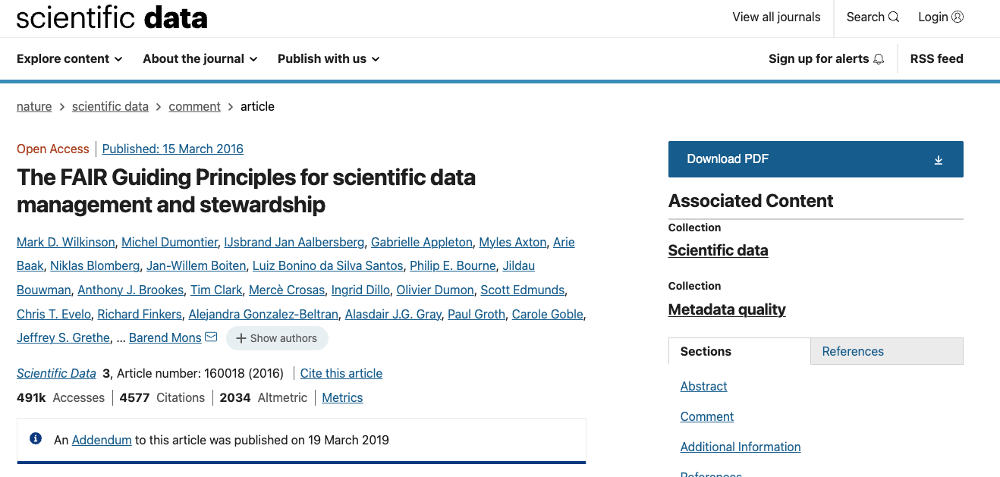 scientific data
View all journals
Search
Login
Explore content
About the journal
Publish with us
Sign up for alerts
RSS feed
nature > scientific data > comment > article
Open Access | Published: 15 March 2016
The FAIR Guiding Principles for scientific data
management and stewardship
Mark D. Wilkinson, Michel Dumontier, IJsbrand Jan Aalbersberg, Gabrielle Appleton, Myles Axton, Arie
Baak, Niklas Blomberg, Jan-Willem Boiten, Luiz Bonino da Silva Santos, Philip E. Bourne, Jildau
Bouwman, Anthony J. Brookes, Tim Clark, Mercè Crosas, Ingrid Dillo, Olivier Dumon, Scott Edmunds,
Chris T. Evelo, Richard Finkers, Alejandra Gonzalez-Beltran, Alasdair J.G. Gray, Paul Groth, Carole Goble,
Jeffrey S. Grethe, ... Barend Mons + Show authors
Scientific Data 3, Article number: 160018 (2016) | Cite this article
491k Accesses | 4577 Citations | 2034 Altmetric | Metrics
An Addendum to this article was published on 19 March 2019
Download PDF
Associated Content
Collection
Scientific data
Collection
Metadata quality
Sections
References
Abstract
Comment
Additional Information
References